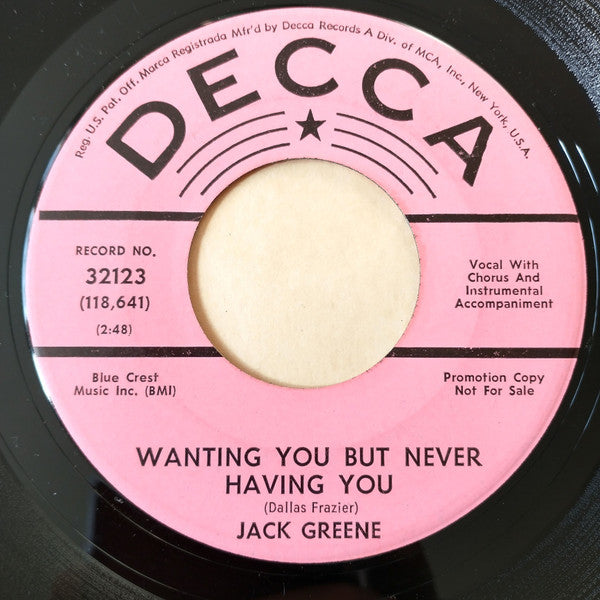 Reg. U.S. Pat. Off. Marca Registrada Mfr'd by Decca Records A Div. of MCA, Inc., New York, U.S.A.
DECCA
RECORD NO.
32123
(118,641)
(2:48)
Vocal With
Chorus And
Instrumental
Accompaniment
Blue Crest
Music Inc. (BMI)
Promotion Copy
Not For Sale
WANTING YOU BUT NEVER
HAVING YOU
(Dallas Frazier)
JACK GREENE